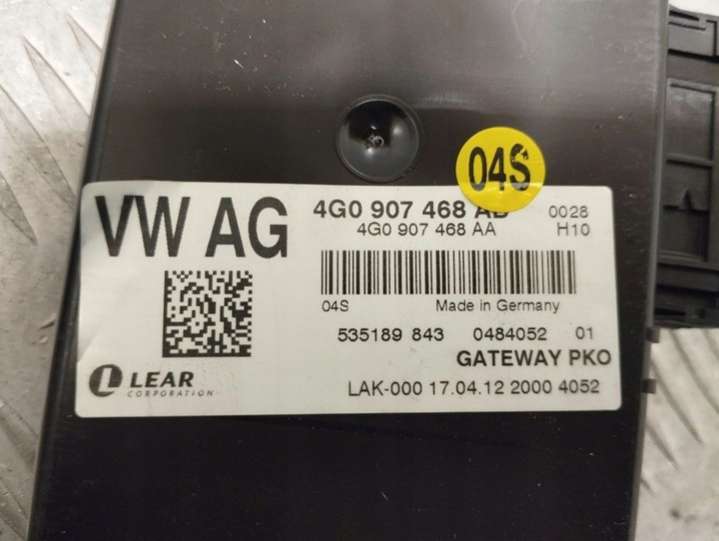 04S
VW AG
4G0 907 468 0028
4G0 907 468 AA H10
04S Made in Germany
535189 843 0484052 01
GATEWAY PKO
LEAR
CORPORATION
LAK-000 17.04.12 2000 4052